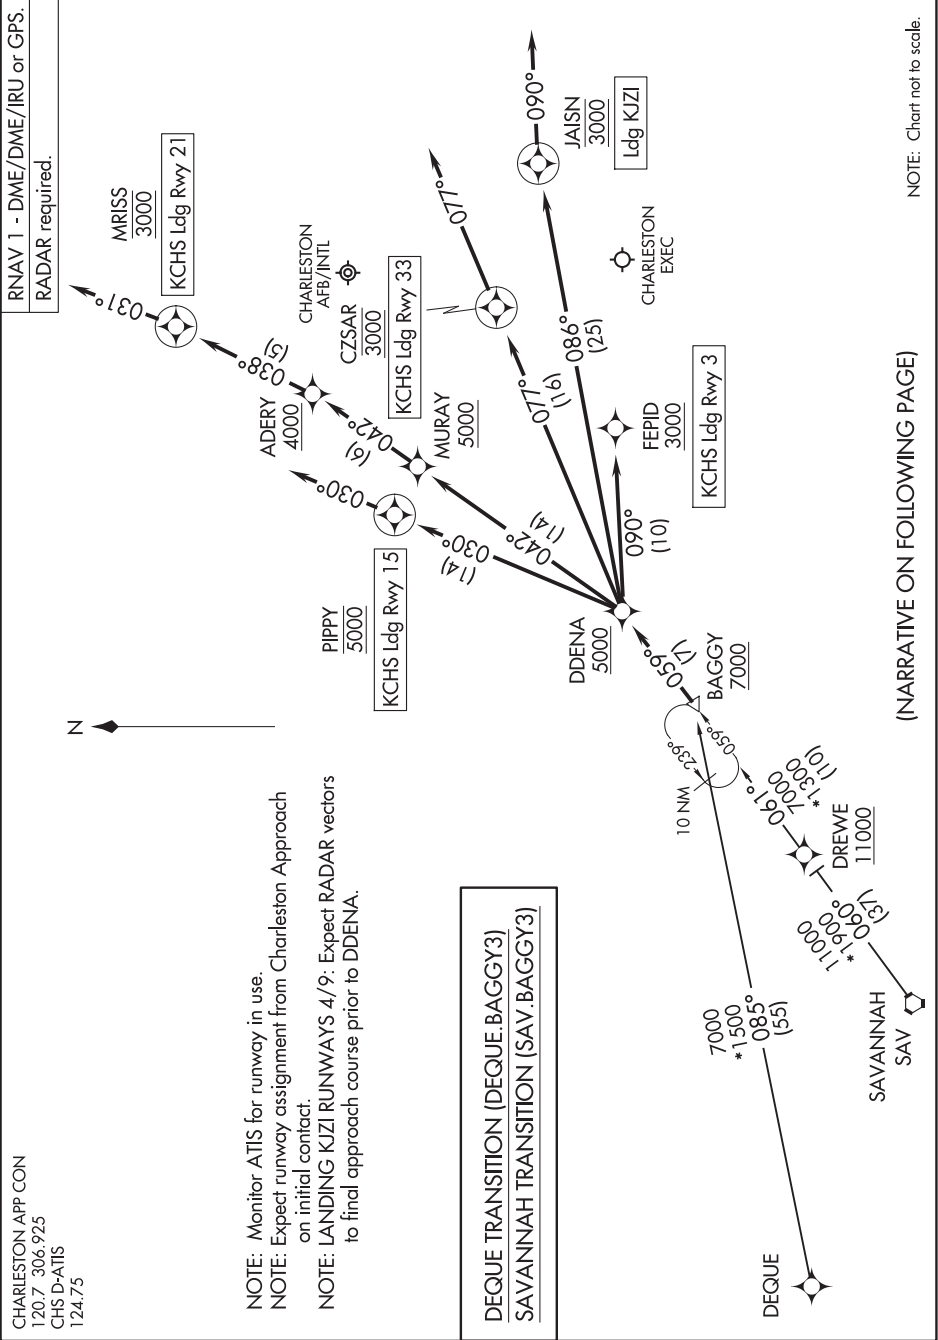 CHARLESTON APP CON
120.7 306.925
CHS D-ATIS
124.75
RNAV 1 - DME/DME/IRU or GPS.
RADAR required.
N
NOTE: Monitor ATIS for runway in use.
NOTE: Expect runway assignment from Charleston Approach
on initial contact.
NOTE: LANDING KJZI RUNWAYS 4/9: Expect RADAR vectors
to final approach course prior to DDENA.
DEQUE TRANSITION (DEQUE.BAGGY3)
SAVANNAH TRANSITION (SAV.BAGGY3)
MRISS
3000
KCHS Ldg Rwy 21
031°
038°
(5)
ADERY
4000
042°
(6)
CHARLESTON
AFB/INTL
CZSAR
3000
KCHS Ldg Rwy 33
077°
077°
(16)
MURAY
5000
042°
(14)
030°
030°
(14)
PIPPY
5000
KCHS Ldg Rwy 15
090°
JAISN
3000
Ldg KJZI
086°
(25)
CHARLESTON
EXEC
FEPID
3000
KCHS Ldg Rwy 3
090°
(10)
DDENA
5000
059°
(7)
BAGGY
7000
239°
059°
10 NM
061°
7000
*1300
(10)
DREWE
11000
11000
*1900
060°
(37)
SAVANNAH
SAV
7000
*1500
085°
(55)
DEQUE
(NARRATIVE ON FOLLOWING PAGE)
NOTE: Chart not to scale.